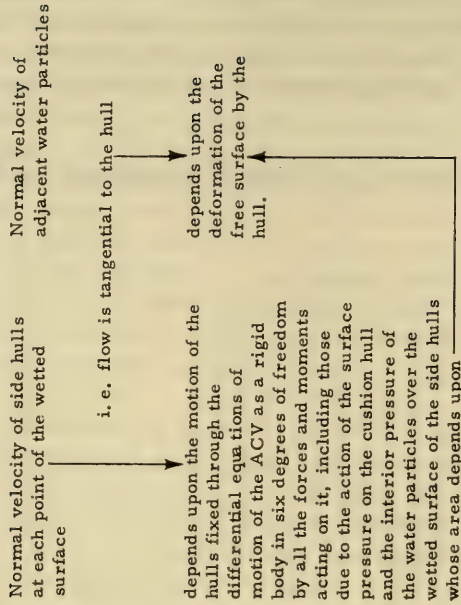 Normal velocity of side hulls
at each point of the wetted
surface
Normal velocity of
adjacent water particles
i. e. flow is tangential to the hull
depends upon the motion of the
hulls fixed through the
differential equations of
motion of the ACV as a rigid
body in six degrees of freedom
by all the forces and moments
acting on it, including those
due to the action of the surface
pressure on the cushion hull
and the interior pressure of
the water particles over the
wetted surface of the side hulls
whose area depends upon
depends upon the
deformation of the
free surface by the
hull.